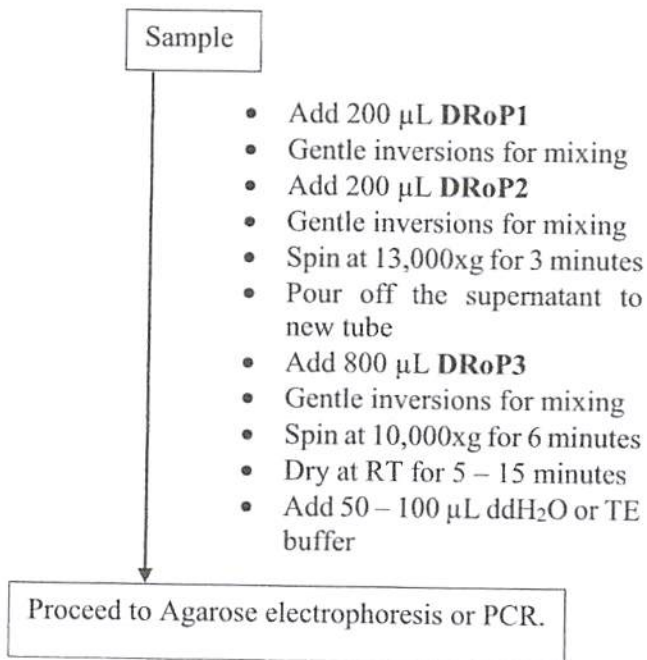 Sample
• Add 200 µL DRoP1
• Gentle inversions for mixing
• Add 200 µL DRoP2
• Gentle inversions for mixing
• Spin at 13,000xg for 3 minutes
• Pour off the supernatant to
new tube
• Add 800 µL DRoP3
• Gentle inversions for mixing
• Spin at 10,000xg for 6 minutes
• Dry at RT for 5 – 15 minutes
• Add 50 – 100 µL ddH₂O or TE
buffer
Proceed to Agarose electrophoresis or PCR.